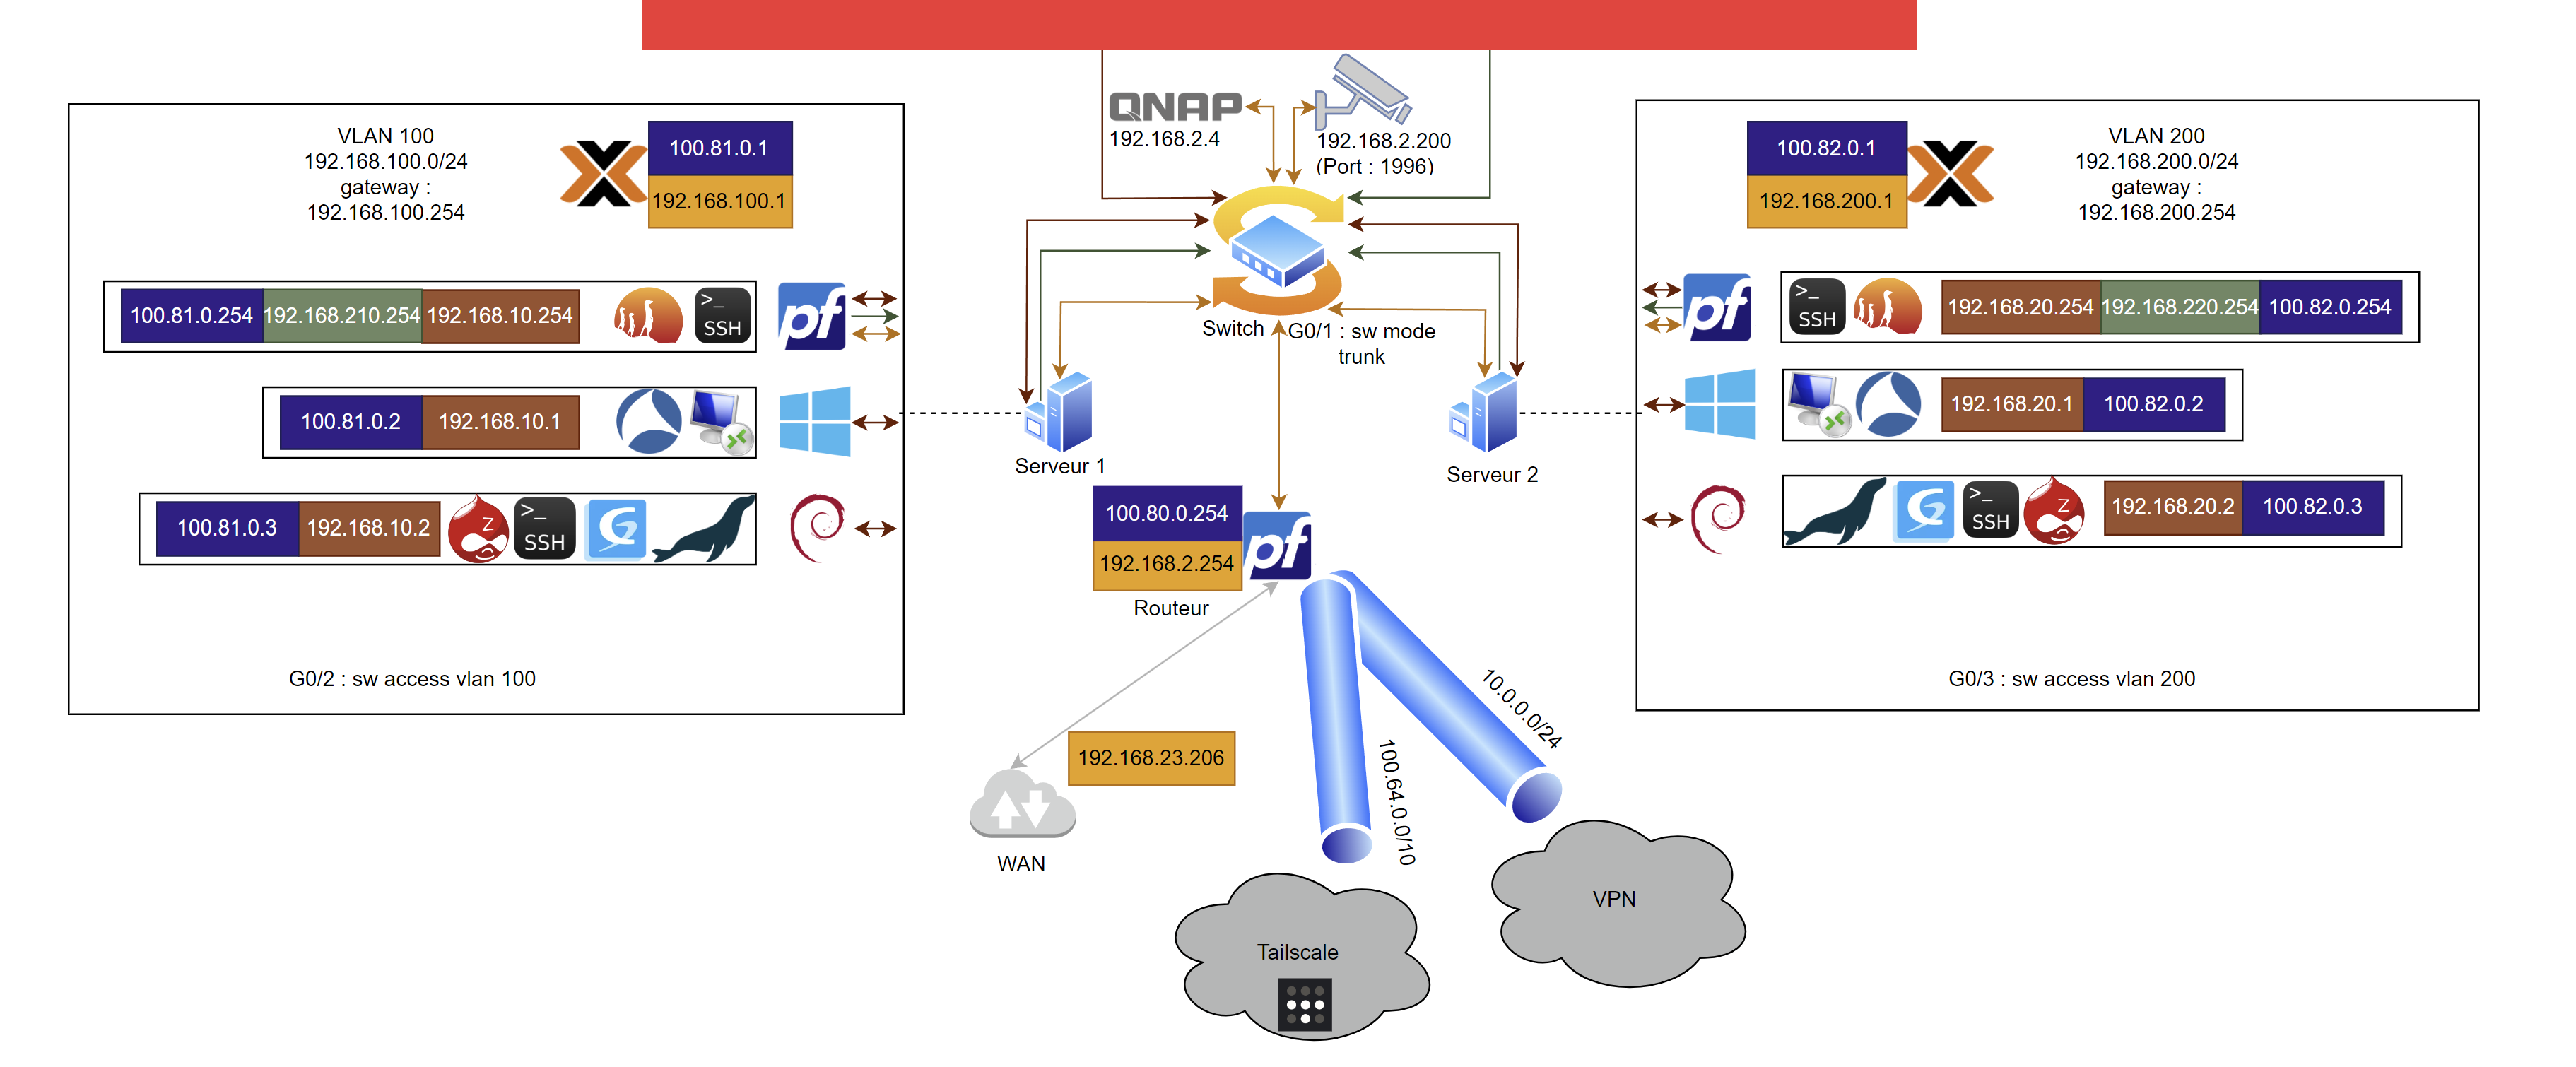 QNAP
192.168.2.4
192.168.2.200
(Port : 1996)
VLAN 100
192.168.100.0/24
gateway :
192.168.100.254
100.81.0.1
192.168.100.1
100.81.0.254
192.168.210.254
192.168.10.254
>_
SSH
pf
100.81.0.2
192.168.10.1
100.81.0.3
192.168.10.2
Z
>_
SSH
G0/2 : sw access vlan 100
Switch
G0/1 : sw mode
trunk
Serveur 1
Serveur 2
100.80.0.254
192.168.2.254
pf
Routeur
192.168.23.206
WAN
100.64.0.0/10
10.0.0.0/24
Tailscale
VPN
100.82.0.1
192.168.200.1
VLAN 200
192.168.200.0/24
gateway :
192.168.200.254
pf
>_
SSH
192.168.20.254
192.168.220.254
100.82.0.254
192.168.20.1
100.82.0.2
>_
SSH
Z
192.168.20.2
100.82.0.3
G0/3 : sw access vlan 200